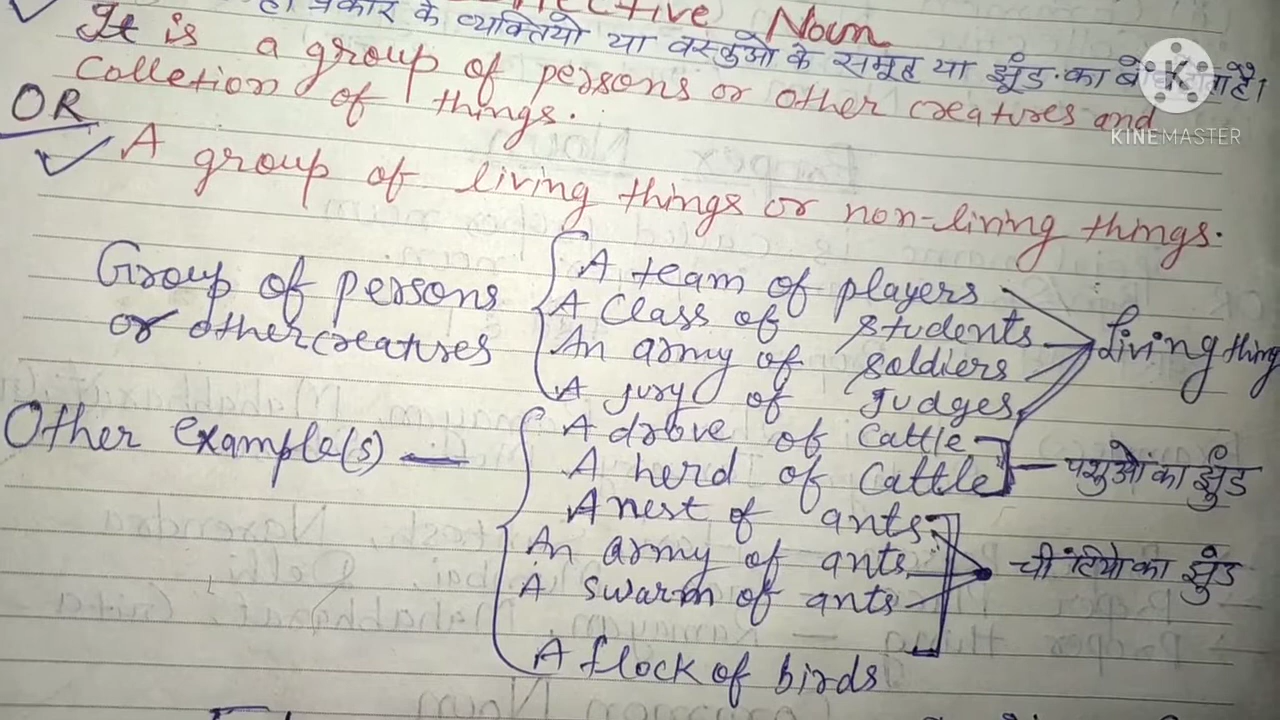 Noun
प्रकार के व्यक्तियो या वस्तुओ के समूह या झुंड का
It is a group of persons or other creatures and
Colletion of things.
OR
A group of living things or non-living things.
Group of persons
or other creatures
A team of players
A Class of students
An army of soldiers
A jury of Judges
Living thing
Other example(s) —
A drove of Cattle
A herd of Cattle
पशुओं का झुंड
A nest of ants
An army of ants
A swarm of ants
चींटियो का झुंड
A flock of birds
KINEMASTER